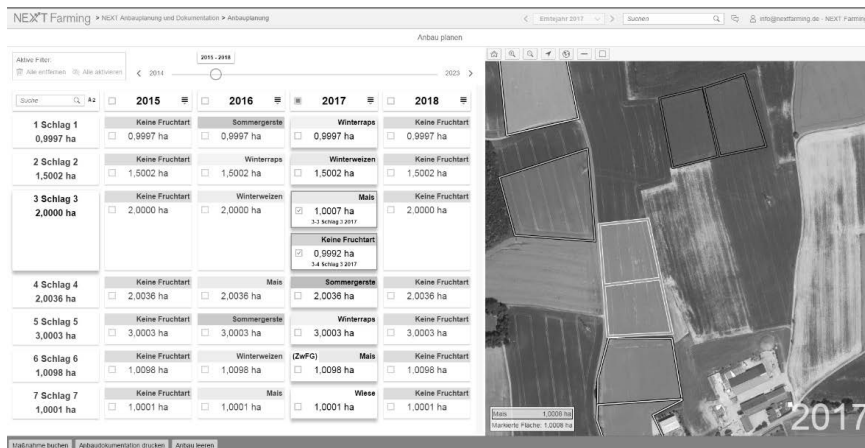 NEXT Farming > NEXT Anbauplanung und Dokumentation > Anbauplanung
Erntejahr 2017
Suchen
info@nextfarming.de - NEXT Farming
Anbau planen
Aktive Filter:
Alle entfernen Alle aktivieren
2015 - 2018
2014
2023
Suche
2015 2016 2017 2018
1 Schlag 1
0,9997 ha
Keine Fruchtart
0,9997 ha
Sommergerste
0,9997 ha
Winterraps
0,9997 ha
Keine Fruchtart
0,9997 ha
2 Schlag 2
1,5002 ha
Keine Fruchtart
1,5002 ha
Winterraps
1,5002 ha
Winterweizen
1,5002 ha
Keine Fruchtart
1,5002 ha
3 Schlag 3
2,0000 ha
Keine Fruchtart
2,0000 ha
Winterweizen
2,0000 ha
Mais
1,0007 ha
3-3 Schlag 3 2017
Keine Fruchtart
0,9992 ha
3-4 Schlag 3 2017
Keine Fruchtart
2,0000 ha
4 Schlag 4
2,0036 ha
Keine Fruchtart
2,0036 ha
Mais
2,0036 ha
Sommergerste
2,0036 ha
Keine Fruchtart
2,0036 ha
5 Schlag 5
3,0003 ha
Keine Fruchtart
3,0003 ha
Sommergerste
3,0003 ha
Winterraps
3,0003 ha
Keine Fruchtart
3,0003 ha
6 Schlag 6
1,0098 ha
Keine Fruchtart
1,0098 ha
Winterweizen
1,0098 ha
(ZwFG) Mais
1,0098 ha
Keine Fruchtart
1,0098 ha
7 Schlag 7
1,0001 ha
Keine Fruchtart
1,0001 ha
Mais
1,0001 ha
Wiese
1,0001 ha
Keine Fruchtart
1,0001 ha
Mais 1,0008 ha
Markierte Fläche: 1,0008 ha
2017
Maßnahme buchen Anbaudokumentation drucken Anbau leeren